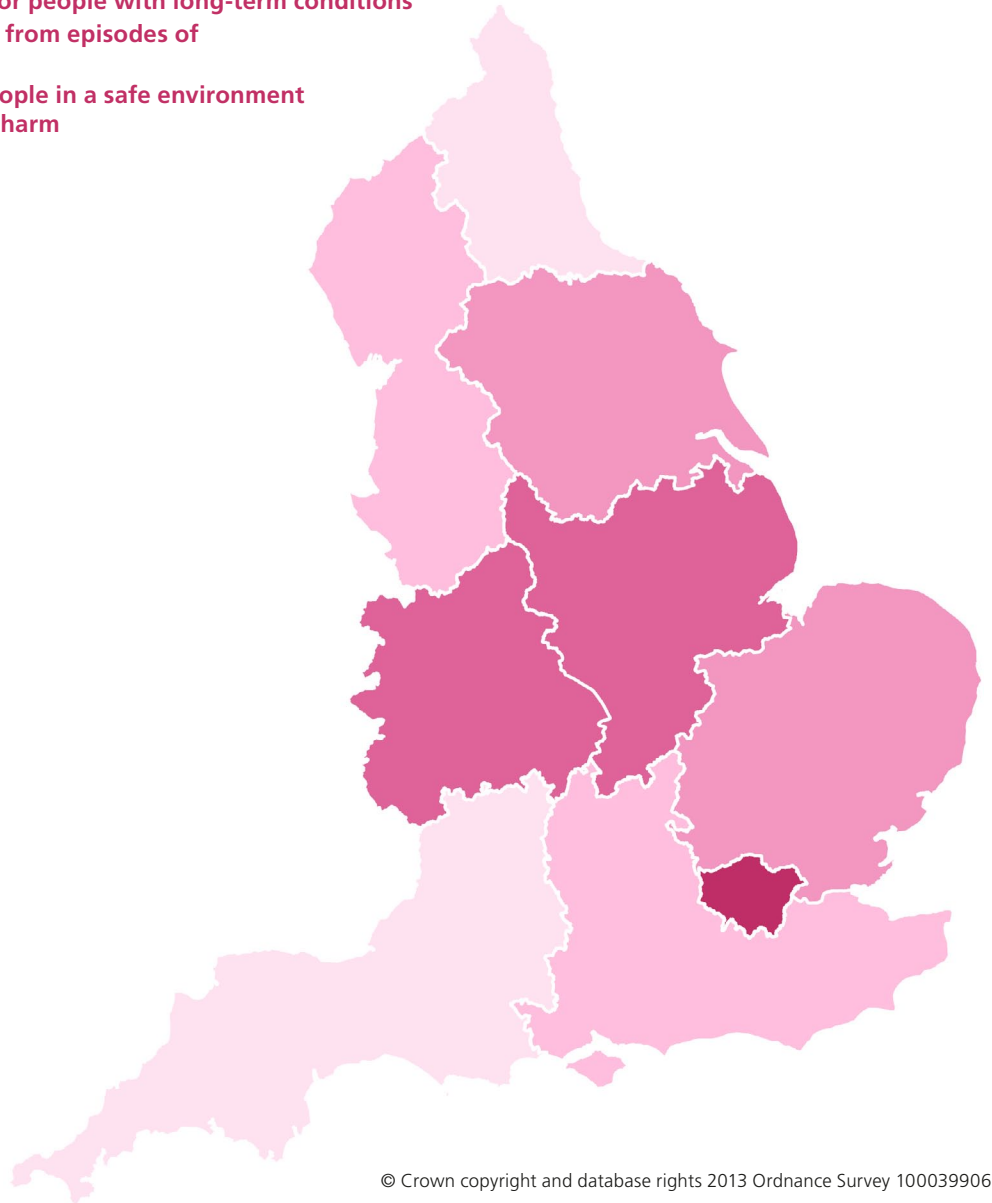 or people with long-term conditions
from episodes of
ople in a safe environment
harm
© Crown copyright and database rights 2013 Ordnance Survey 100039906